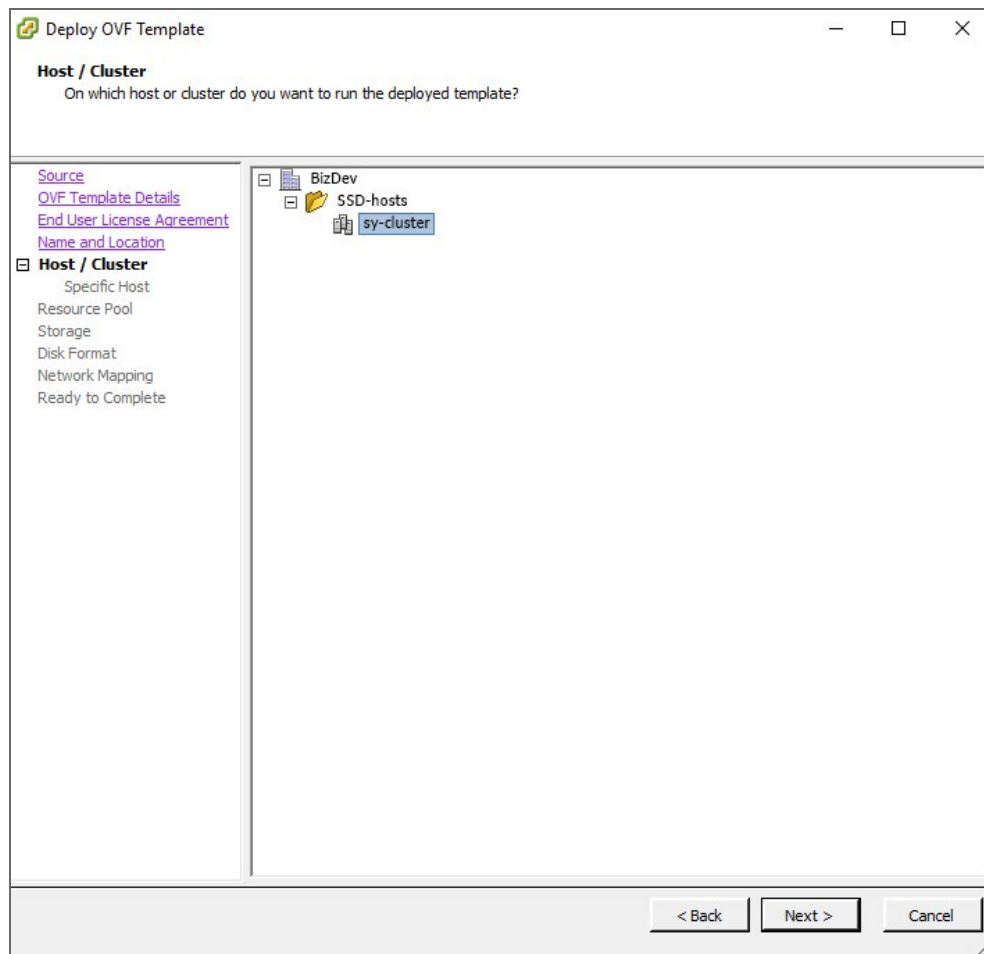 Deploy OVF Template
Host / Cluster
On which host or cluster do you want to run the deployed template?
Source
OVF Template Details
End User License Agreement
Name and Location
Host / Cluster
Specific Host
Resource Pool
Storage
Disk Format
Network Mapping
Ready to Complete
BizDev
SSD-hosts
sy-cluster
< Back
Next >
Cancel